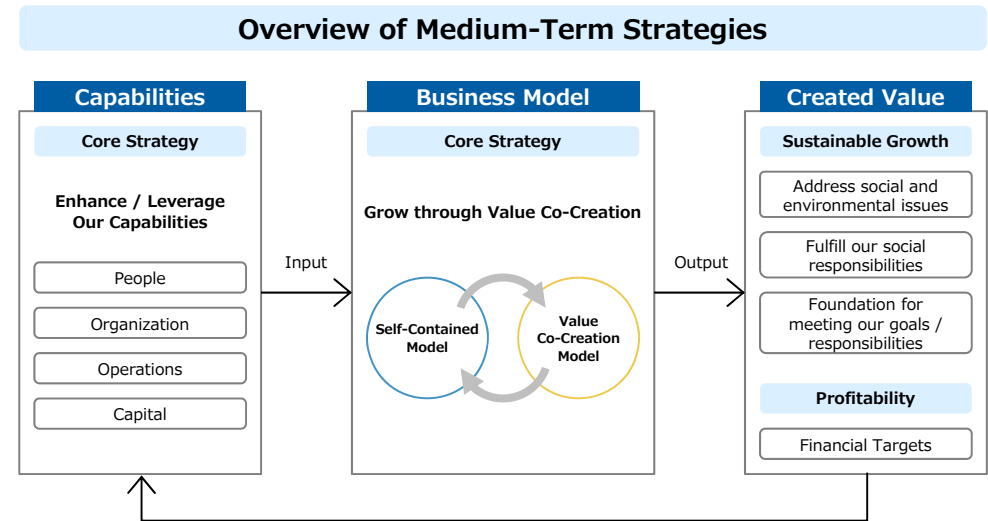 Overview of Medium-Term Strategies
Capabilities
Core Strategy
Enhance / Leverage
Our Capabilities
People
Organization
Operations
Capital
Input
Business Model
Core Strategy
Grow through Value Co-Creation
Self-Contained
Model
Value
Co-Creation
Model
Output
Created Value
Sustainable Growth
Address social and
environmental issues
Fulfill our social
responsibilities
Foundation for
meeting our goals /
responsibilities
Profitability
Financial Targets